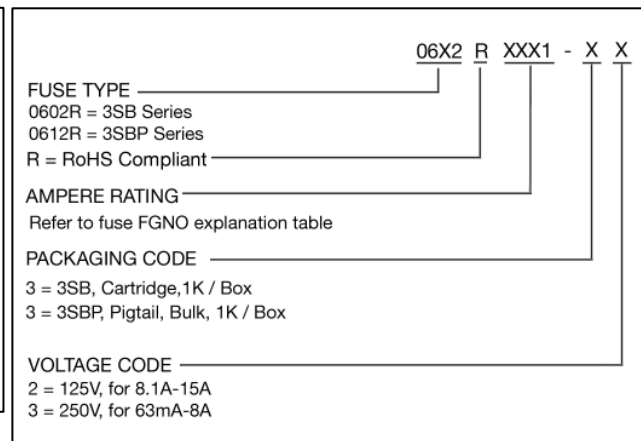 06X2 R XXX1 - X X
FUSE TYPE
0602R = 3SB Series
0612R = 3SBP Series
R = RoHS Compliant
AMPERE RATING
Refer to fuse FGNO explanation table
PACKAGING CODE
3 = 3SB, Cartridge,1K / Box
3 = 3SBP, Pigtail, Bulk, 1K / Box
VOLTAGE CODE
2 = 125V, for 8.1A-15A
3 = 250V, for 63mA-8A